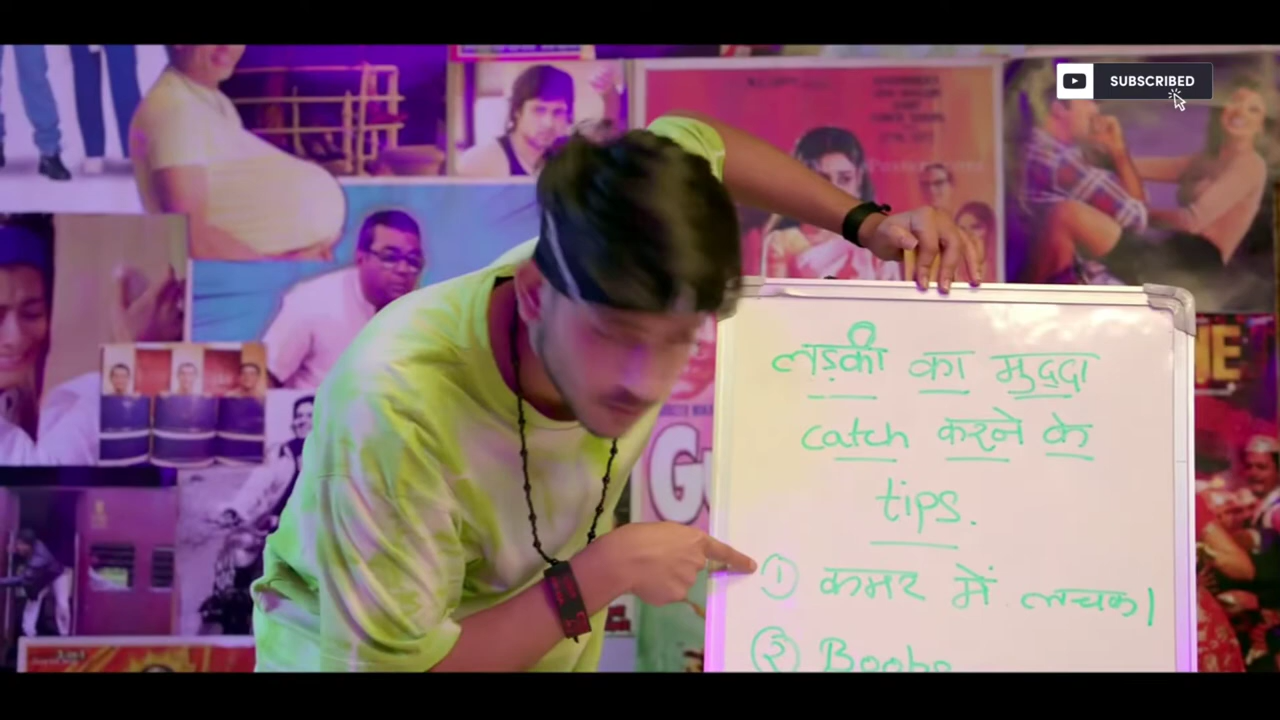 SUBSCRIBED
लड़की का मुद्दा
catch करने के
tips.
① कमर में लचक।
② Boobs